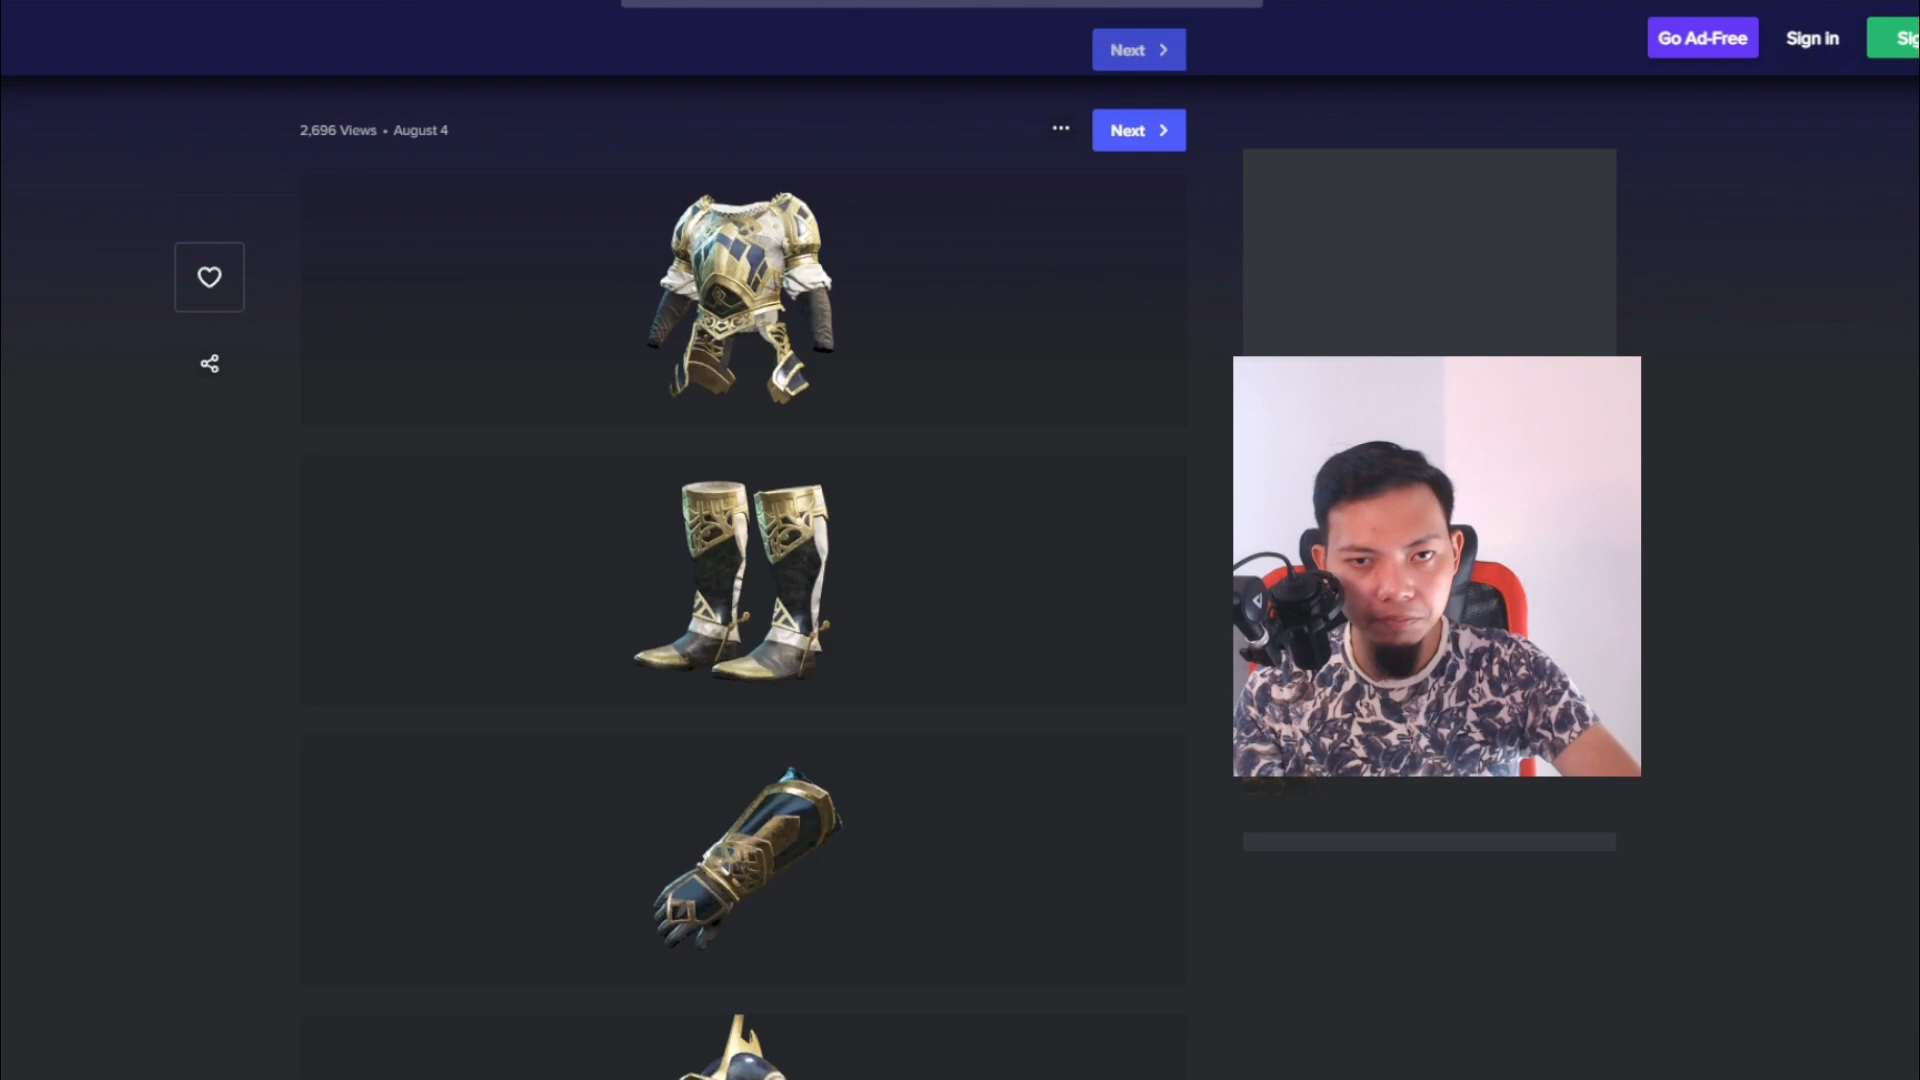 Next
Go Ad-Free
Sign in
2,696 Views • August 4
Next